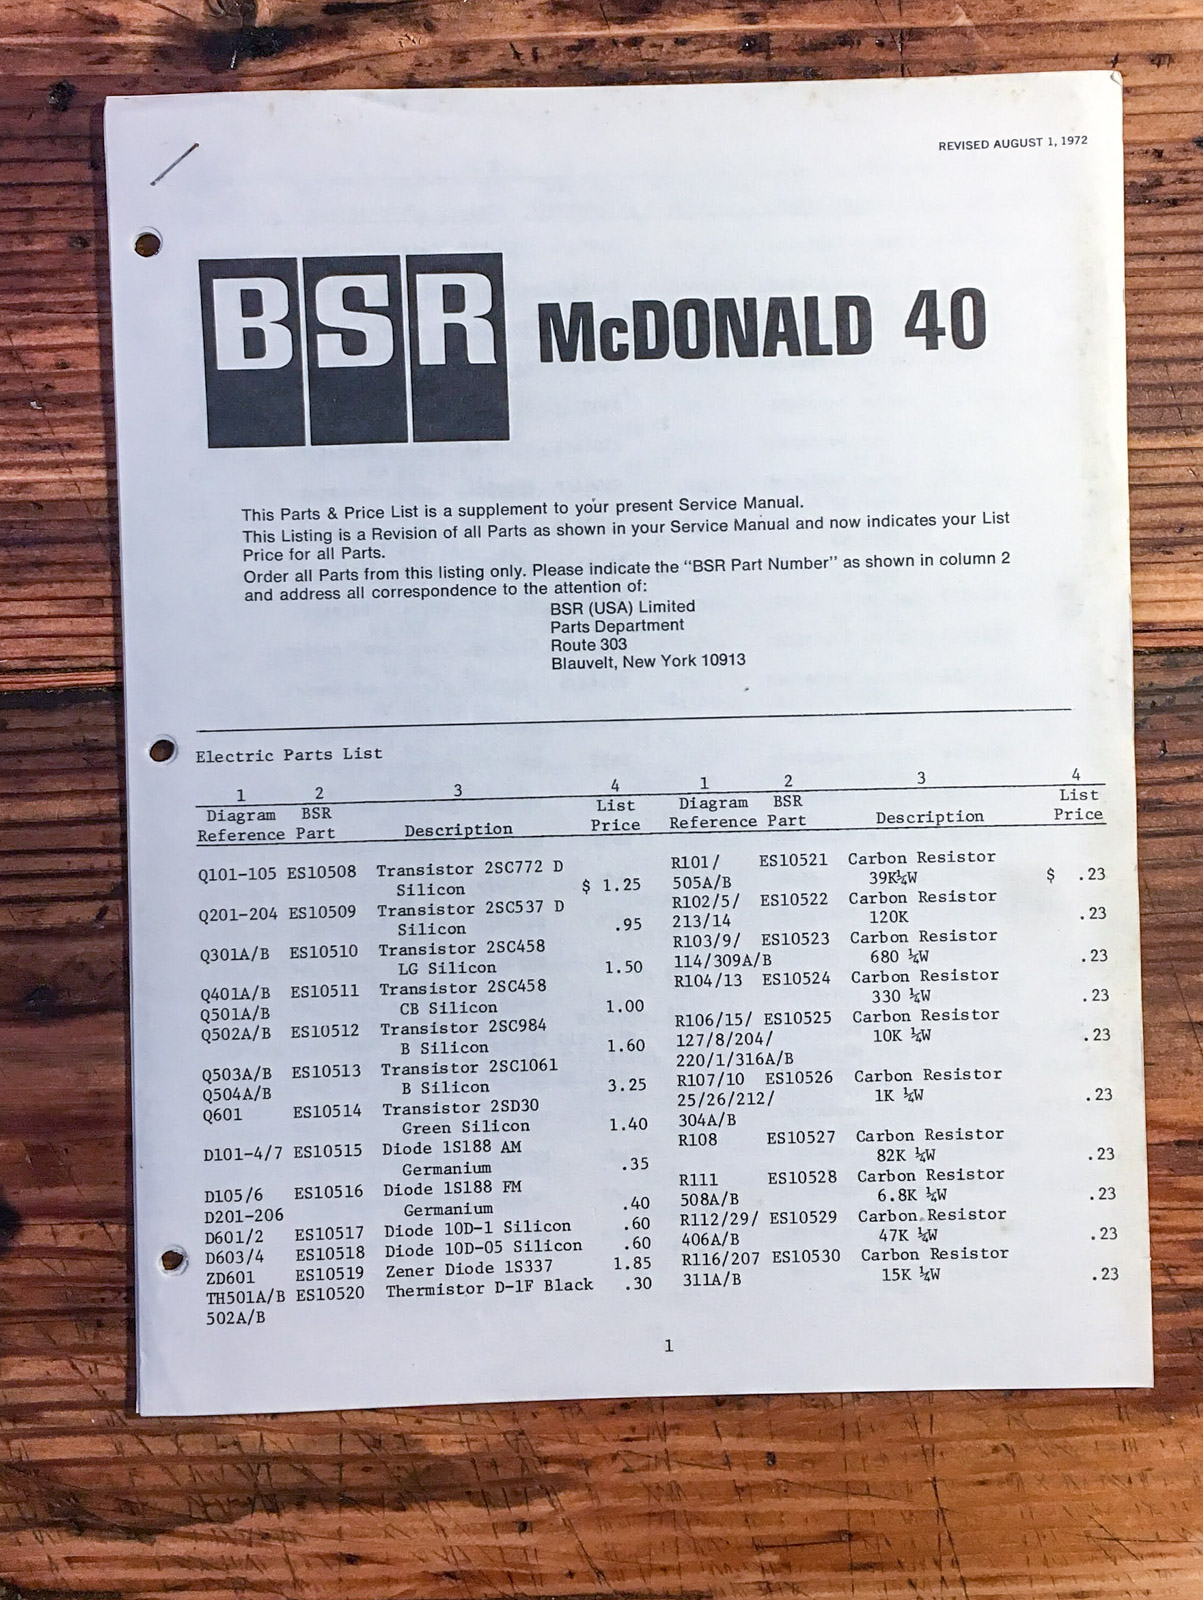 REVISED AUGUST 1, 1972
BSR McDONALD 40
This Parts & Price List is a supplement to your present Service Manual.
This Listing is a Revision of all Parts as shown in your Service Manual and now indicates your List
Price for all Parts.
Order all Parts from this listing only. Please indicate the “BSR Part Number” as shown in column 2
and address all correspondence to the attention of:
BSR (USA) Limited
Parts Department
Route 303
Blauvelt, New York 10913
Electric Parts List
1 2 3 4
Diagram BSR List
Reference Part Description Price
Q101-105 ES10508 Transistor 2SC772 D
Silicon $ 1.25
Q201-204 ES10509 Transistor 2SC537 D
Silicon .95
Q301A/B ES10510 Transistor 2SC458
LG Silicon 1.50
Q401A/B ES10511 Transistor 2SC458
Q501A/B CB Silicon 1.00
Q502A/B ES10512 Transistor 2SC984
B Silicon 1.60
Q503A/B ES10513 Transistor 2SC1061
Q504A/B B Silicon 3.25
Q601 ES10514 Transistor 2SD30
Green Silicon 1.40
D101-4/7 ES10515 Diode 1S188 AM
Germanium .35
D105/6 ES10516 Diode 1S188 FM
D201-206 Germanium .40
D601/2 ES10517 Diode 10D-1 Silicon .60
D603/4 ES10518 Diode 10D-05 Silicon .60
ZD601 ES10519 Zener Diode 1S337 1.85
TH501A/B ES10520 Thermistor D-1F Black .30
502A/B
1 2 3 4
Diagram BSR List
Reference Part Description Price
R101/ ES10521 Carbon Resistor
505A/B 39K¼W $ .23
R102/5/ ES10522 Carbon Resistor
213/14 120K .23
R103/9/ ES10523 Carbon Resistor
114/309A/B 680 ¼W .23
R104/13 ES10524 Carbon Resistor
330 ¼W .23
R106/15/ ES10525 Carbon Resistor
127/8/204/ 10K ¼W .23
220/1/316A/B
R107/10 ES10526 Carbon Resistor
25/26/212/ 1K ¼W .23
304A/B
R108 ES10527 Carbon Resistor
82K ¼W .23
R111 ES10528 Carbon Resistor
508A/B 6.8K ¼W .23
R112/29/ ES10529 Carbon Resistor
406A/B 47K ¼W .23
R116/207 ES10530 Carbon Resistor
311A/B 15K ¼W .23
1